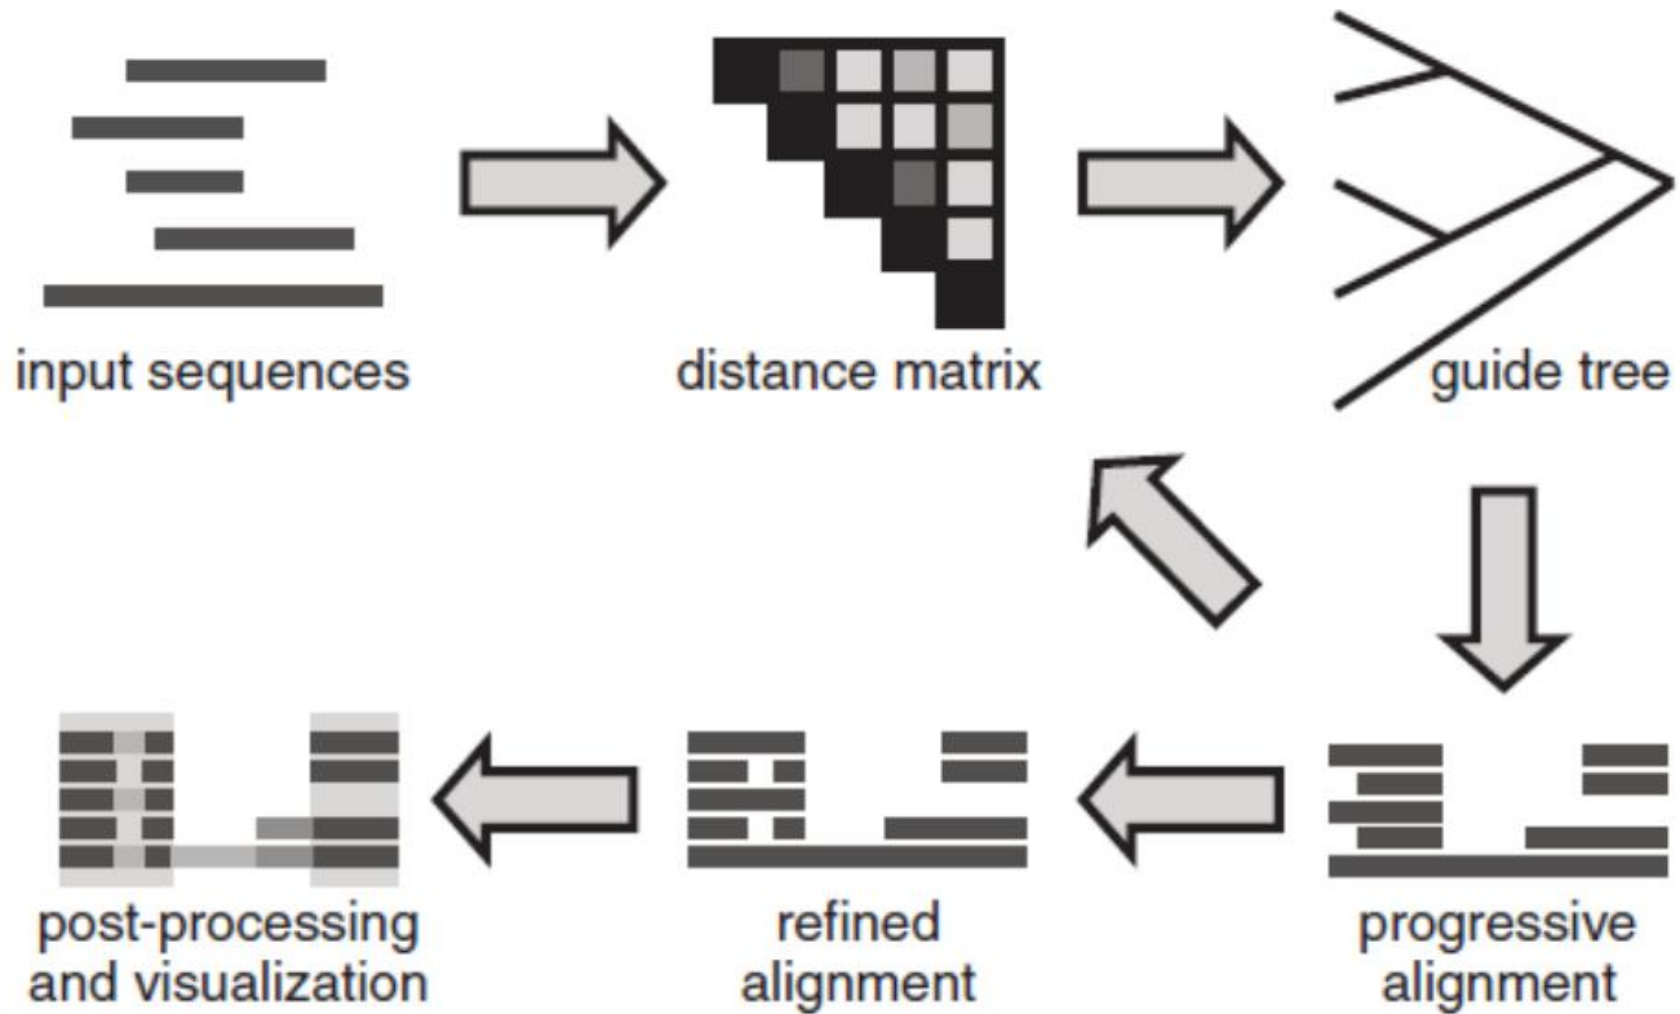 input sequences
distance matrix
guide tree
post-processing
and visualization
refined
alignment
progressive
alignment